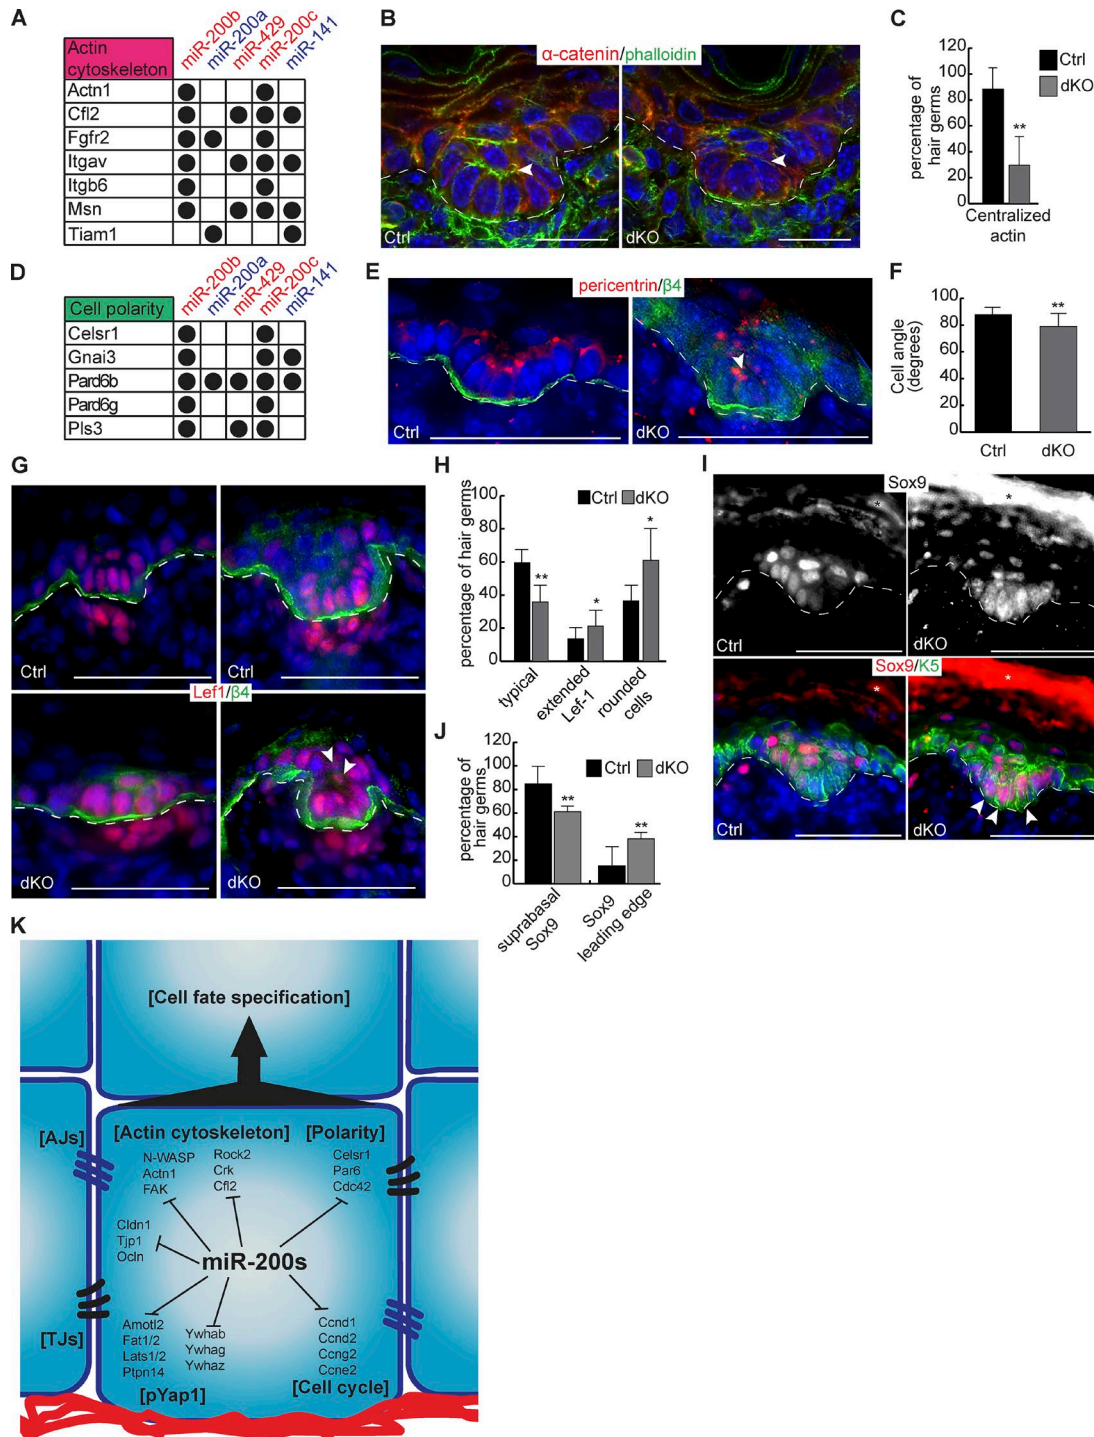 A
miR-200b
miR-200a
miR-429
miR-200c
miR-141
Actin
cytoskeleton
Actn1
Cfl2
Fgfr2
Itgav
Itgb6
Msn
Tiam1
B
α-catenin/phalloidin
Ctrl
dKO
C
percentage of
hair germs
120
100
80
60
40
20
0
Ctrl
dKO
**
Centralized
actin
D
miR-200b
miR-200a
miR-429
miR-200c
miR-141
Cell polarity
Celsr1
Gnai3
Pard6b
Pard6g
Pls3
E
pericentrin/β4
Ctrl
dKO
F
Cell angle
(degrees)
100
80
60
40
20
0
**
Ctrl
dKO
G
Ctrl
Ctrl
Lef1/β4
dKO
dKO
H
percentage of hair germs
100
80
60
40
20
0
Ctrl
dKO
**
*
*
typical
extended
Lef-1
rounded
cells
I
Sox9
*
*
Ctrl
dKO
Sox9/K5
*
*
Ctrl
dKO
J
percentage of
hair germs
120
100
80
60
40
20
0
Ctrl
dKO
**
**
suprabasal
Sox9
Sox9
leading edge
K
[Cell fate specification]
[AJs]
[Actin cytoskeleton]
[Polarity]
N-WASP
Actn1
FAK
Rock2
Crk
Cfl2
Celsr1
Par6
Cdc42
Cldn1
Tjp1
Ocln
miR-200s
[TJs]
Amotl2
Fat1/2
Lats1/2
Ptpn14
Ywhab
Ywhag
Ywhaz
Ccnd1
Ccnd2
Ccng2
Ccne2
[pYap1]
[Cell cycle]